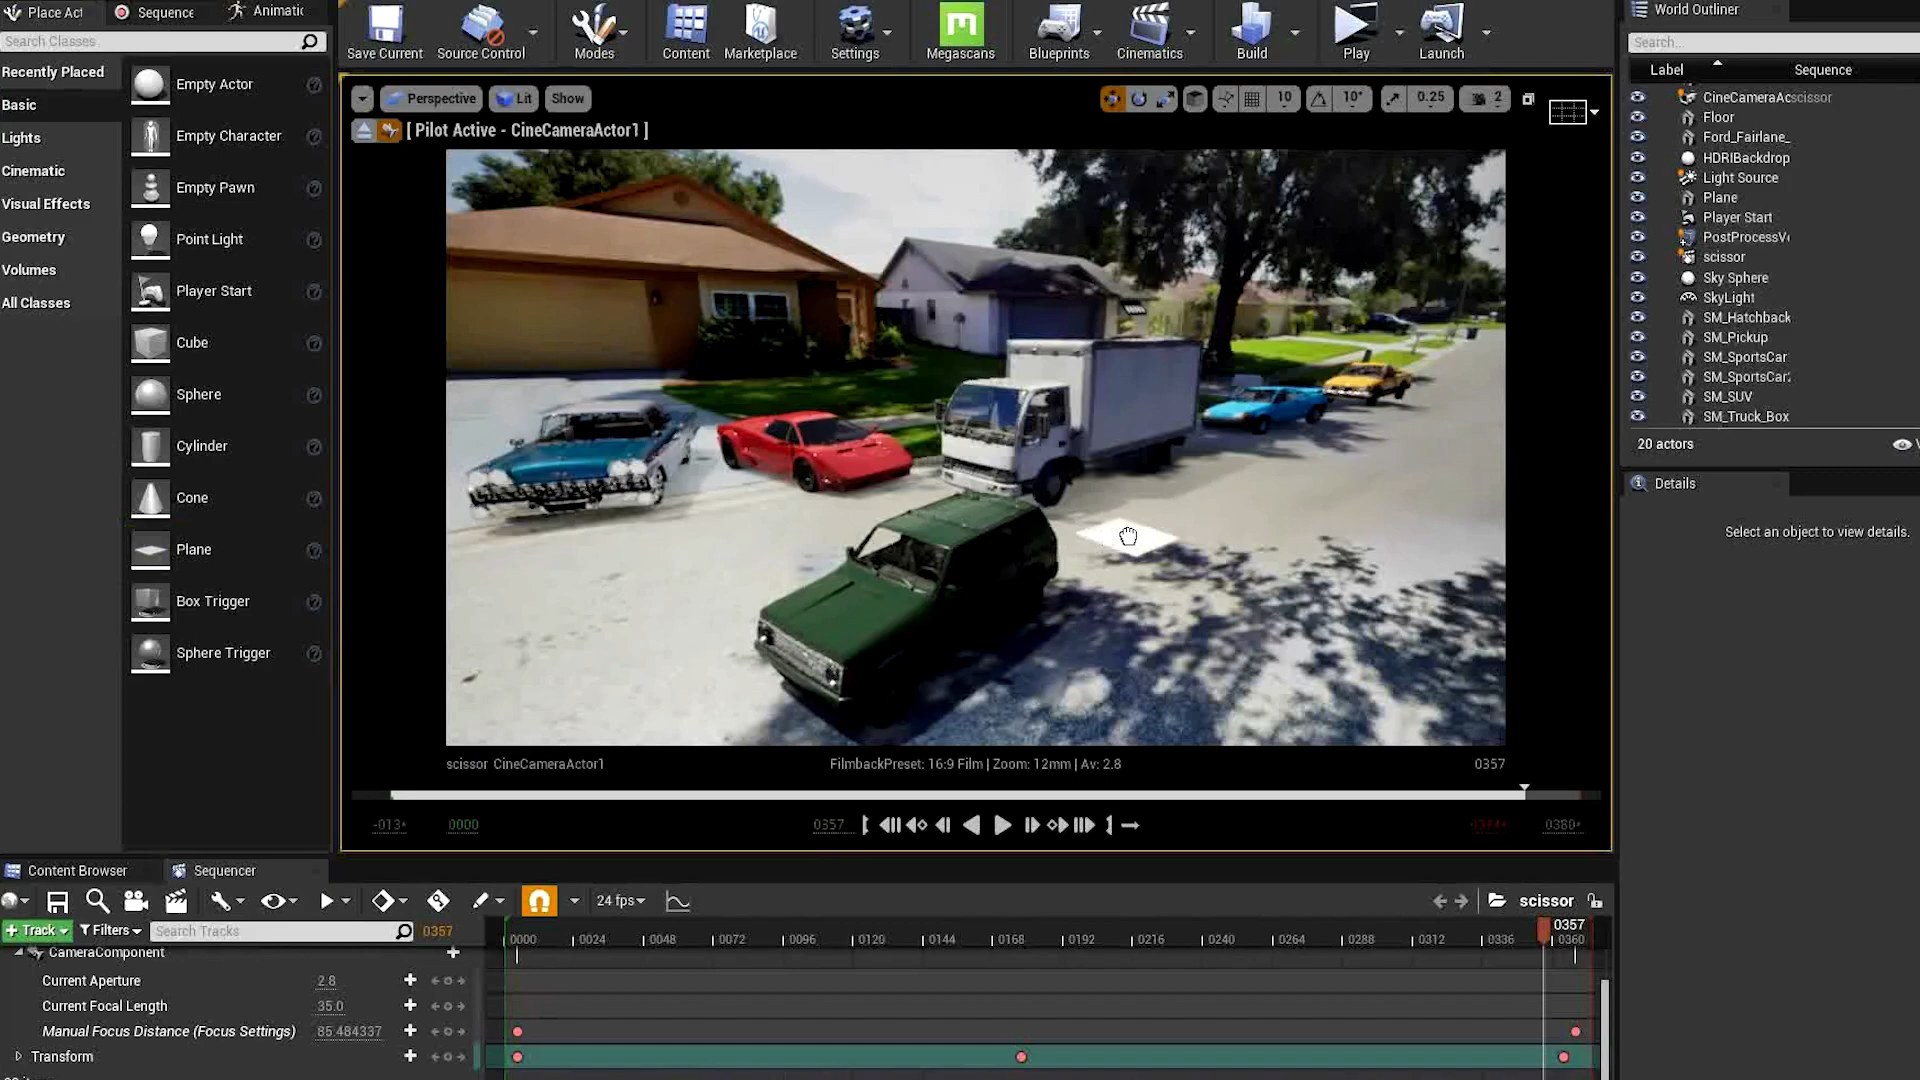 Place Act
Sequence
Animatic
Search Classes
Recently Placed
Basic
Lights
Cinematic
Visual Effects
Geometry
Volumes
All Classes
Empty Actor
Empty Character
Empty Pawn
Point Light
Player Start
Cube
Sphere
Cylinder
Cone
Plane
Box Trigger
Sphere Trigger
Save Current
Source Control
Modes
Content
Marketplace
Settings
Megascans
Blueprints
Cinematics
Build
Play
Launch
Perspective
Lit
Show
10
10°
0.25
2
[ Pilot Active - CineCameraActor1 ]
scissor CineCameraActor1
FilmbackPreset: 16:9 Film | Zoom: 12mm | Av: 2.8
0357
-013+
0000
0357
0380+
World Outliner
Search...
Label
Sequence
CineCameraAc scissor
Floor
Ford_Fairlane_
HDRIBackdrop
Light Source
Plane
Player Start
PostProcessV
scissor
Sky Sphere
SkyLight
SM_Hatchback
SM_Pickup
SM_SportsCar
SM_SportsCar2
SM_SUV
SM_Truck_Box
20 actors
Details
Select an object to view details.
Content Browser
Sequencer
24 fps
scissor
+ Track
Filters
Search Tracks
0357
0000
0024
0048
0072
0096
0120
0144
0168
0192
0216
0240
0264
0288
0312
0336
0357
0360
CameraComponent
Current Aperture
2.8
Current Focal Length
35.0
Manual Focus Distance (Focus Settings)
85.484337
Transform